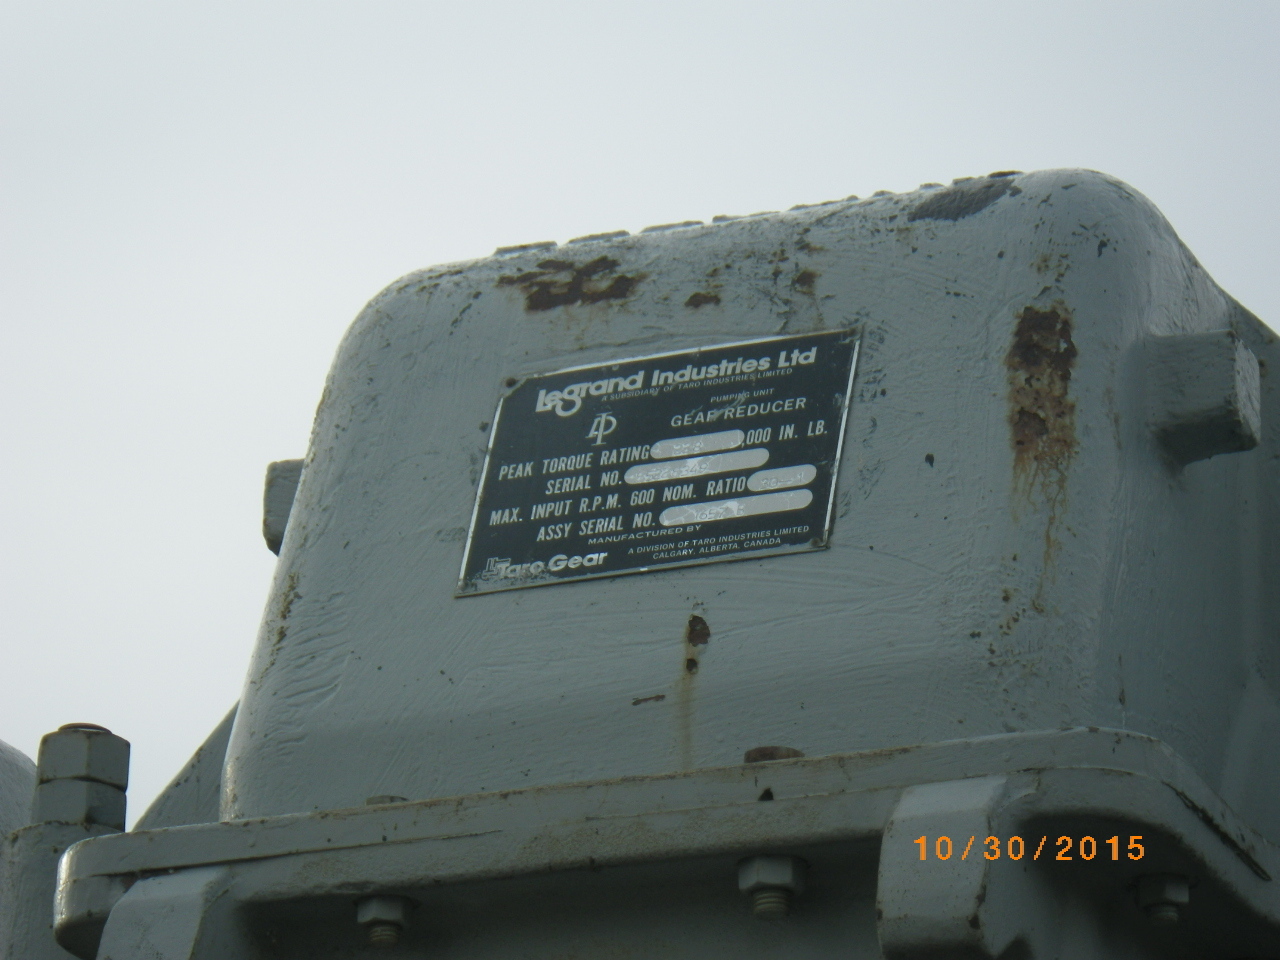 Legrand Industries Ltd
A SUBSIDIARY OF TARO INDUSTRIES LIMITED
PUMPING UNIT
GEAR REDUCER
PEAK TORQUE RATING ,000 IN. LB.
SERIAL NO.
MAX. INPUT R.P.M. 600 NOM. RATIO
ASSY SERIAL NO.
MANUFACTURED BY
Taro Gear
A DIVISION OF TARO INDUSTRIES LIMITED
CALGARY, ALBERTA, CANADA
10/30/2015